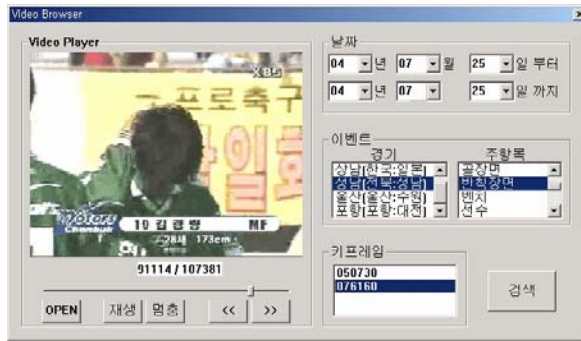 Video Browser
Video Player
KBS
프로축구
10 김경량 MF
28세 173cm
91114 / 107381
OPEN 재생 멈춤 << >>
날짜
04 년 07 월 25 일 부터
04 년 07 25 일 까지
이벤트
경기
상남[한국:일본]
성남[전북:성남]
울산[울산:수원]
포항[포항:대전]
주항목
골장면
반칙장면
벤치
선수
키프레임
050730
076160
검색